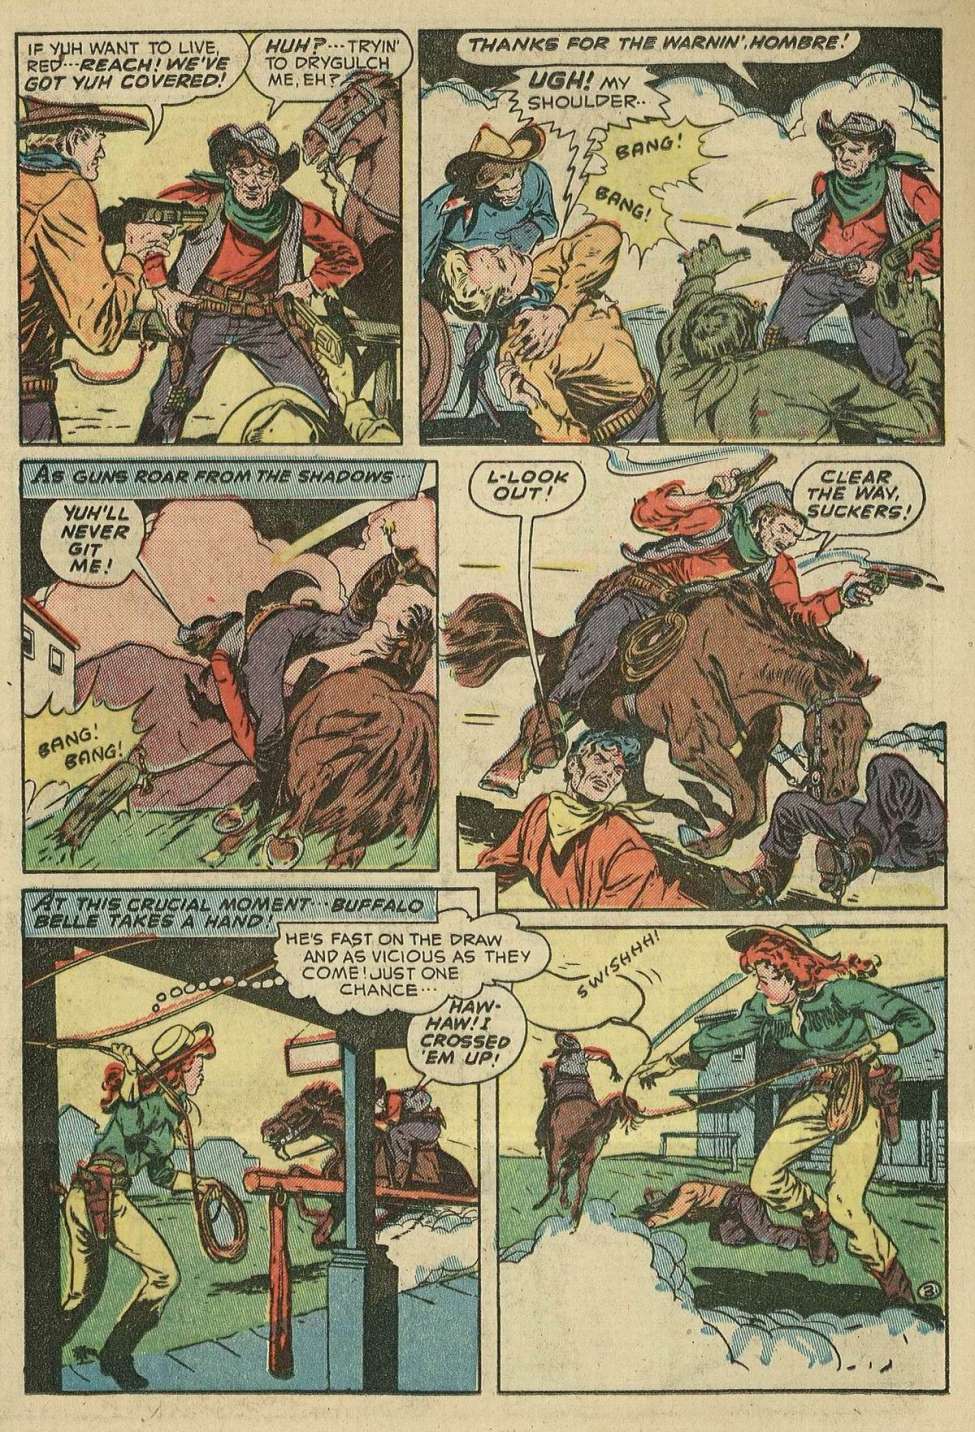 IF YUH WANT TO LIVE,
RED--- REACH! WE'VE
GOT YUH COVERED!
HUH?--- TRYIN'
TO DRYGULCH
ME, EH?
THANKS FOR THE WARNIN', HOMBRE!
UGH! MY
SHOULDER--
BANG!
BANG!
AS GUNS ROAR FROM THE SHADOWS---
YUH'LL
NEVER
GIT
ME!
BANG!
BANG!
L-LOOK
OUT!
CLEAR
THE WAY,
SUCKERS!
AT THIS CRUCIAL MOMENT--- BUFFALO
BELLE TAKES A HAND!
HE'S FAST ON THE DRAW
AND AS VICIOUS AS THEY
COME! JUST ONE
CHANCE---
HAW-
HAW! I
CROSSED
'EM UP!
SWISHHH!
3